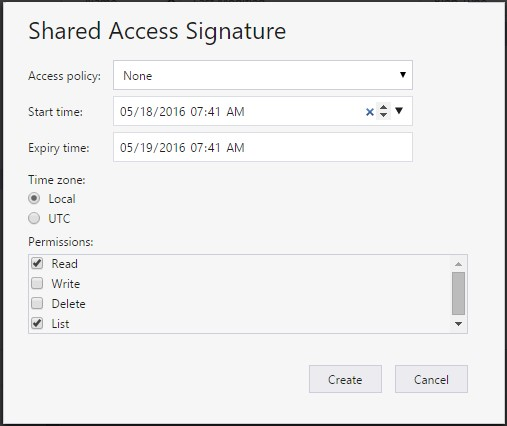 Shared Access Signature
Access policy: None
Start time: 05/18/2016 07:41 AM
Expiry time: 05/19/2016 07:41 AM
Time zone:
Local
UTC
Permissions:
Read
Write
Delete
List
Create Cancel